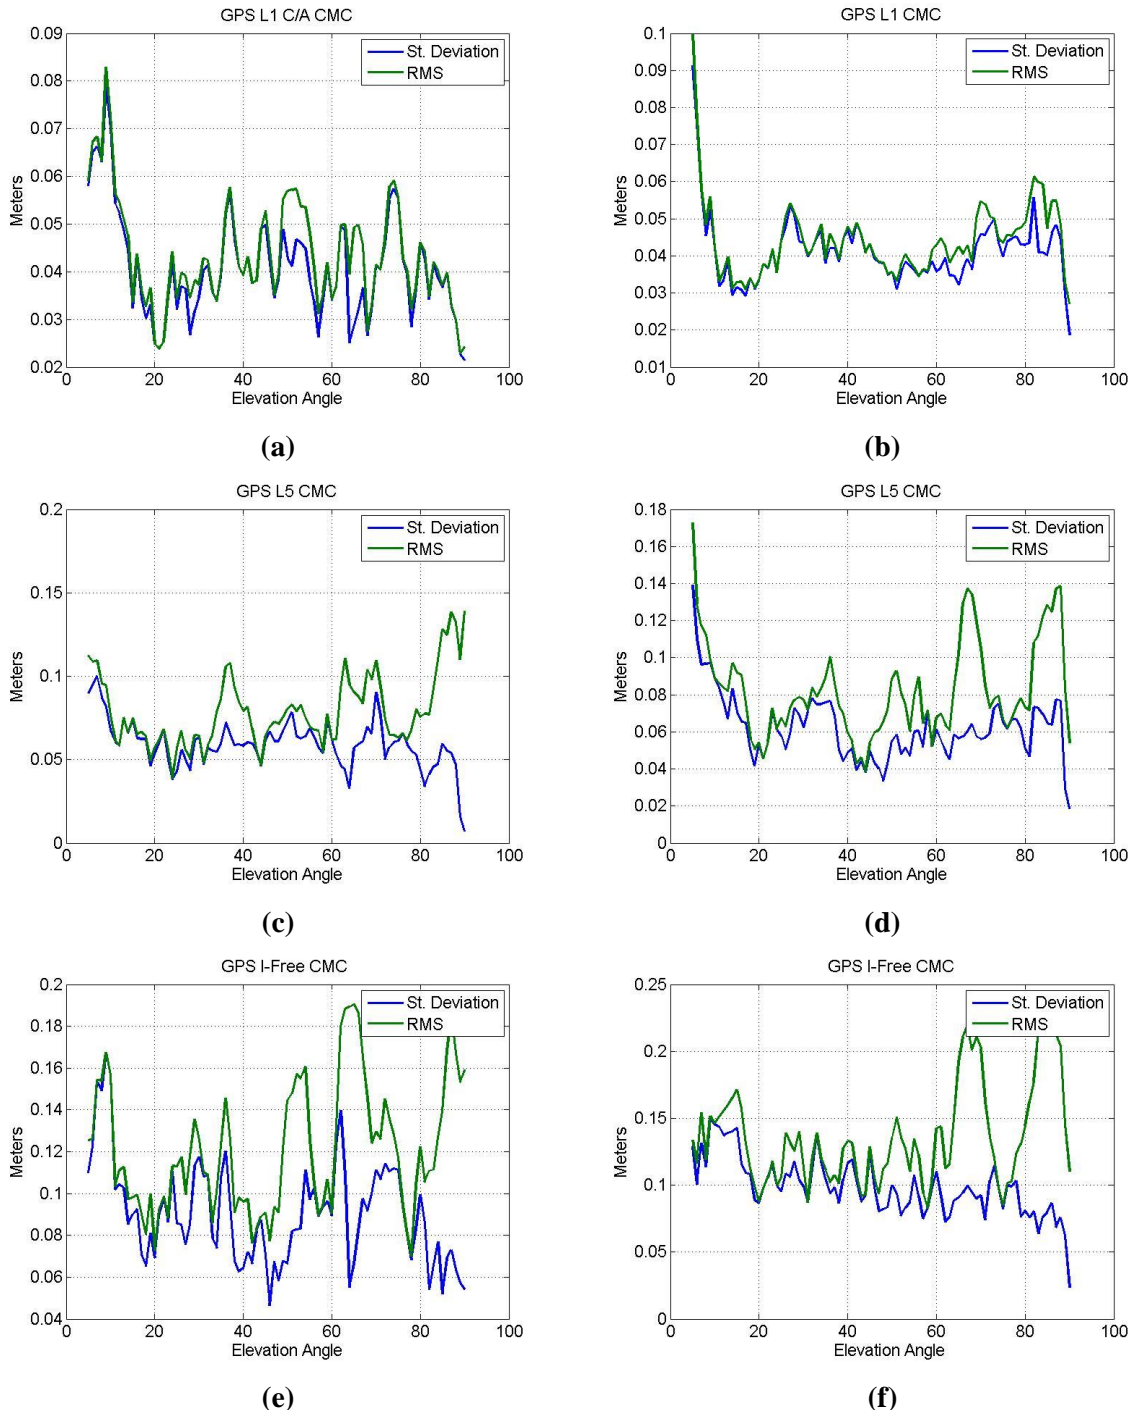 GPS L1 C/A CMC
0.09
0.08
0.07
0.06
0.05
0.04
0.03
0.02
Meters
St. Deviation
RMS
0 20 40 60 80 100
Elevation Angle
(a)
GPS L1 CMC
0.1
0.09
0.08
0.07
0.06
0.05
0.04
0.03
0.02
0.01
Meters
St. Deviation
RMS
0 20 40 60 80 100
Elevation Angle
(b)
GPS L5 CMC
0.2
0.15
0.1
0.05
0
Meters
St. Deviation
RMS
0 20 40 60 80 100
Elevation Angle
(c)
GPS L5 CMC
0.18
0.16
0.14
0.12
0.1
0.08
0.06
0.04
0.02
0
Meters
St. Deviation
RMS
0 20 40 60 80 100
Elevation Angle
(d)
GPS I-Free CMC
0.2
0.18
0.16
0.14
0.12
0.1
0.08
0.06
0.04
Meters
St. Deviation
RMS
0 20 40 60 80 100
Elevation Angle
(e)
GPS I-Free CMC
0.25
0.2
0.15
0.1
0.05
0
Meters
St. Deviation
RMS
0 20 40 60 80 100
Elevation Angle
(f)